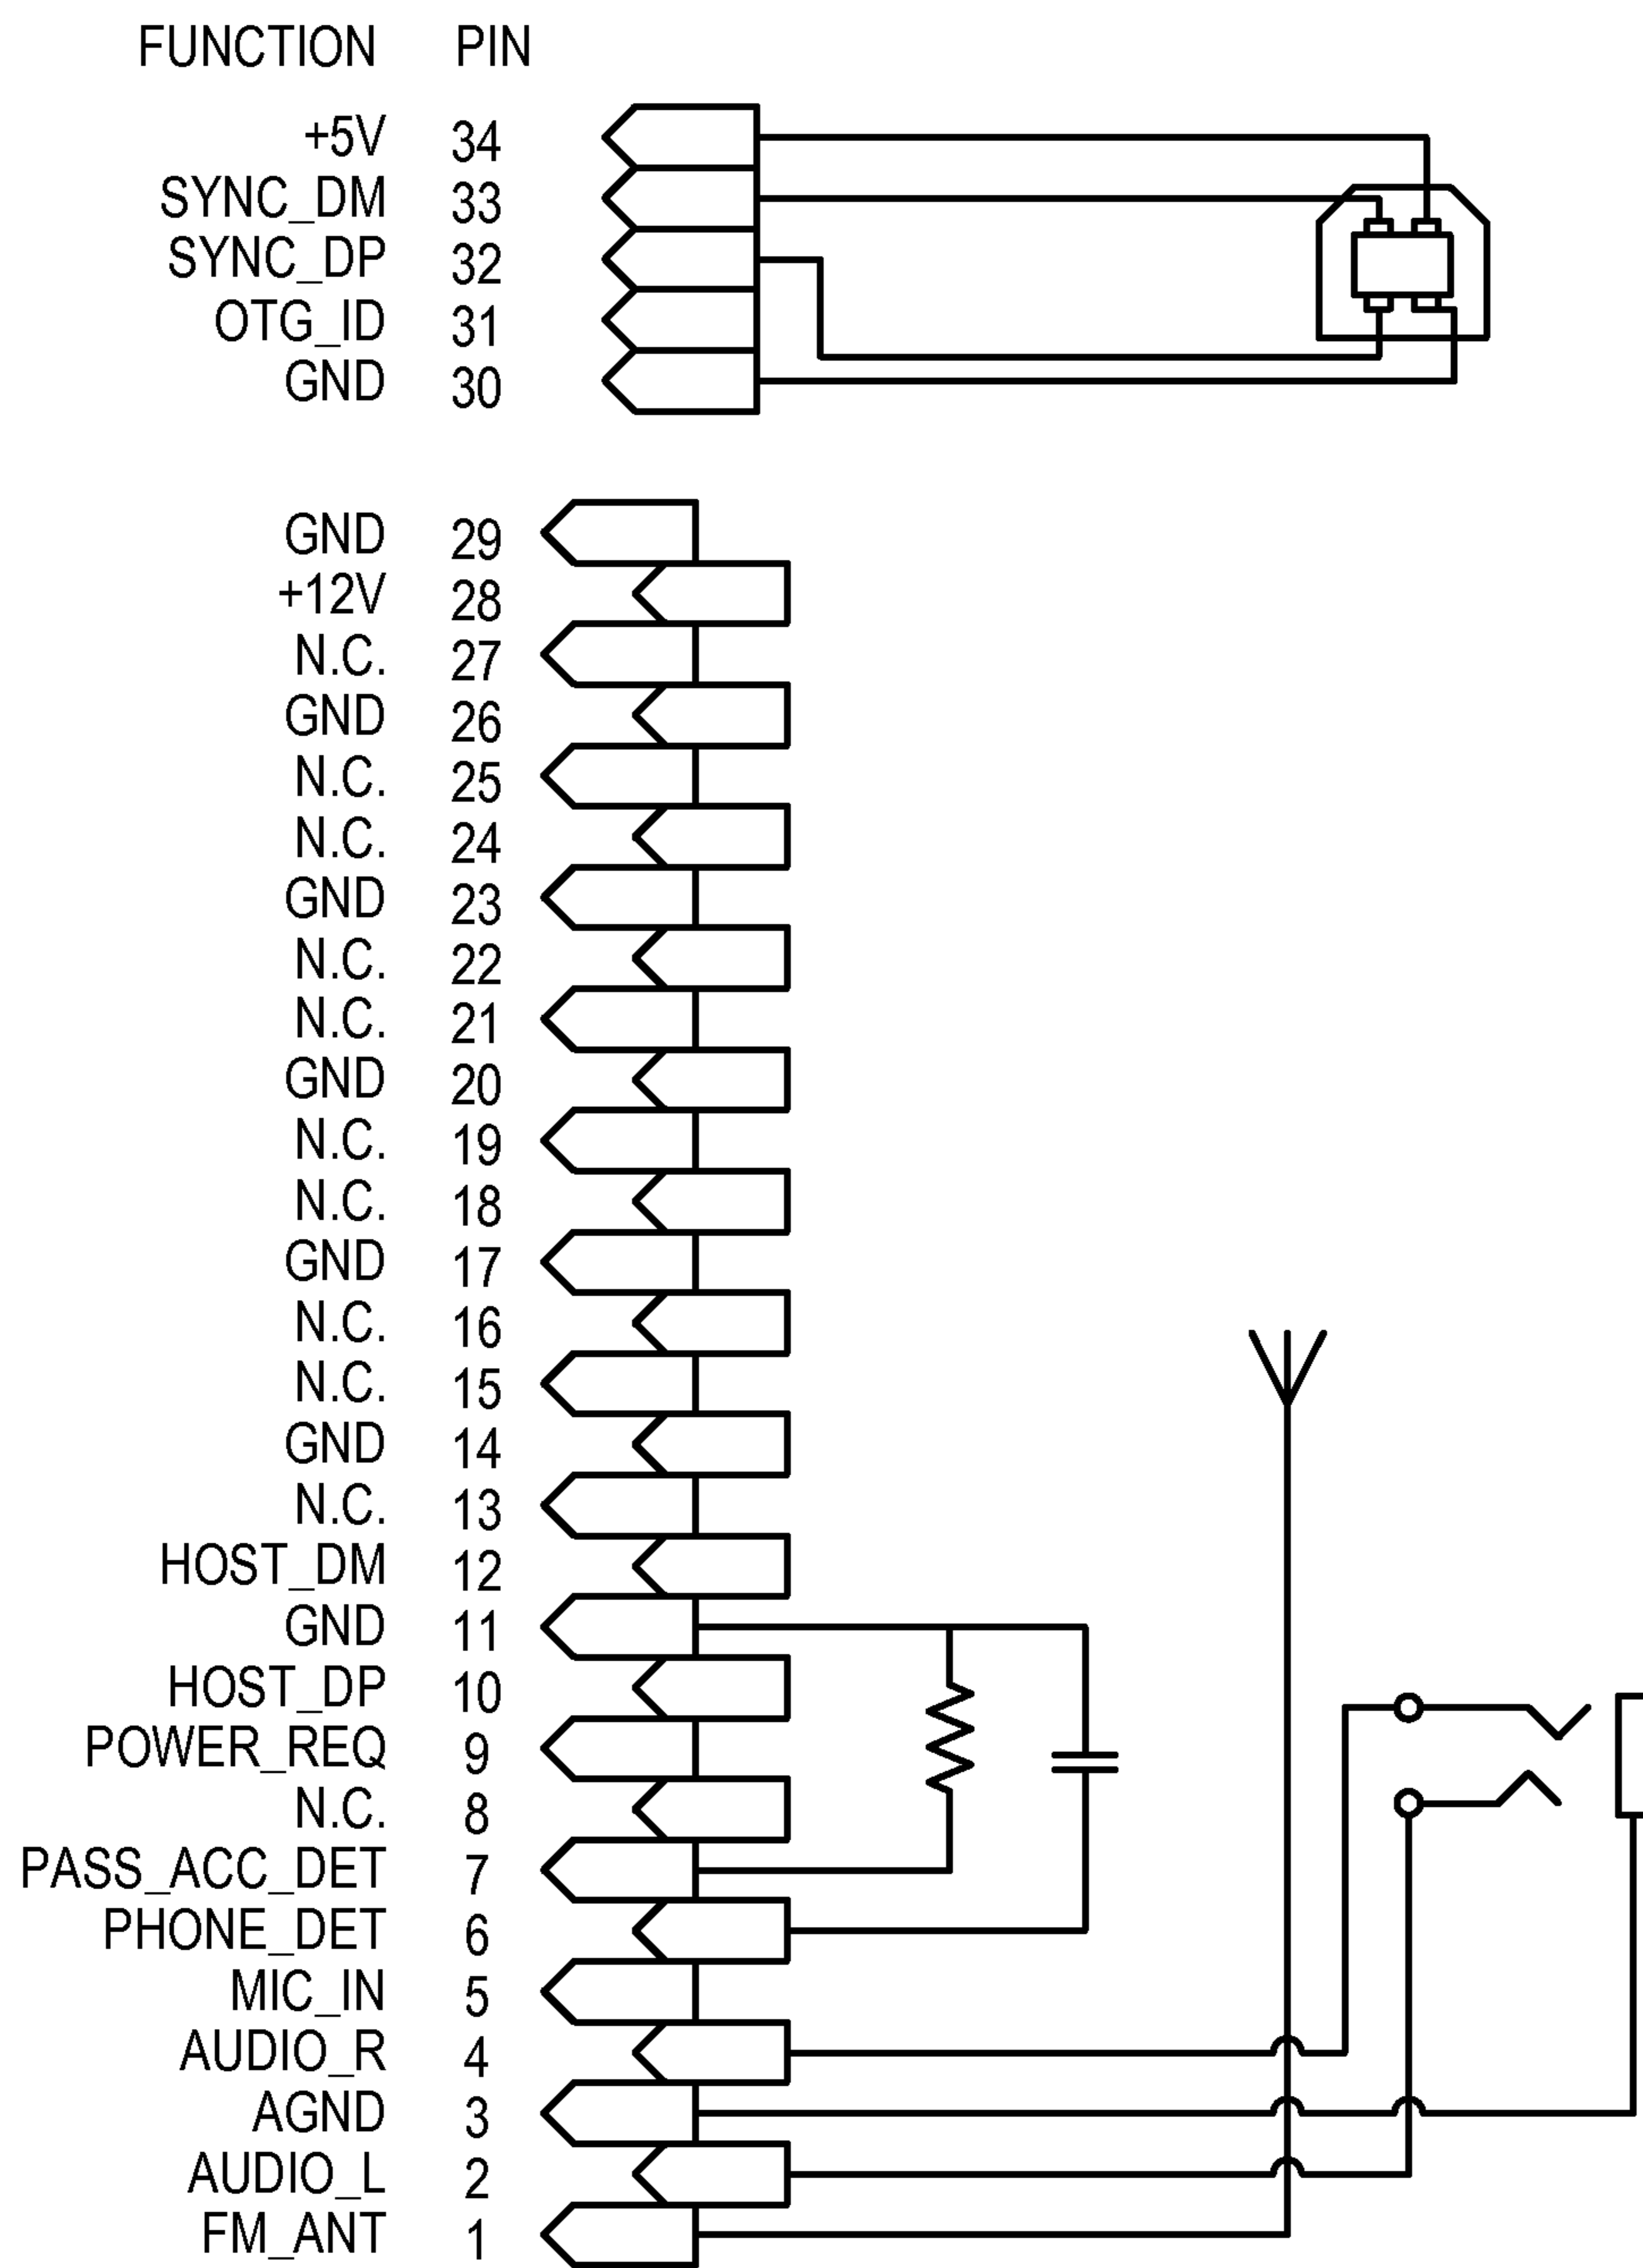 FUNCTION PIN
+5V 34
SYNC_DM 33
SYNC_DP 32
OTG_ID 31
GND 30
GND 29
+12V 28
N.C. 27
GND 26
N.C. 25
N.C. 24
GND 23
N.C. 22
N.C. 21
GND 20
N.C. 19
N.C. 18
GND 17
N.C. 16
N.C. 15
GND 14
N.C. 13
HOST_DM 12
GND 11
HOST_DP 10
POWER_REQ 9
N.C. 8
PASS_ACC_DET 7
PHONE_DET 6
MIC_IN 5
AUDIO_R 4
AGND 3
AUDIO_L 2
FM_ANT 1